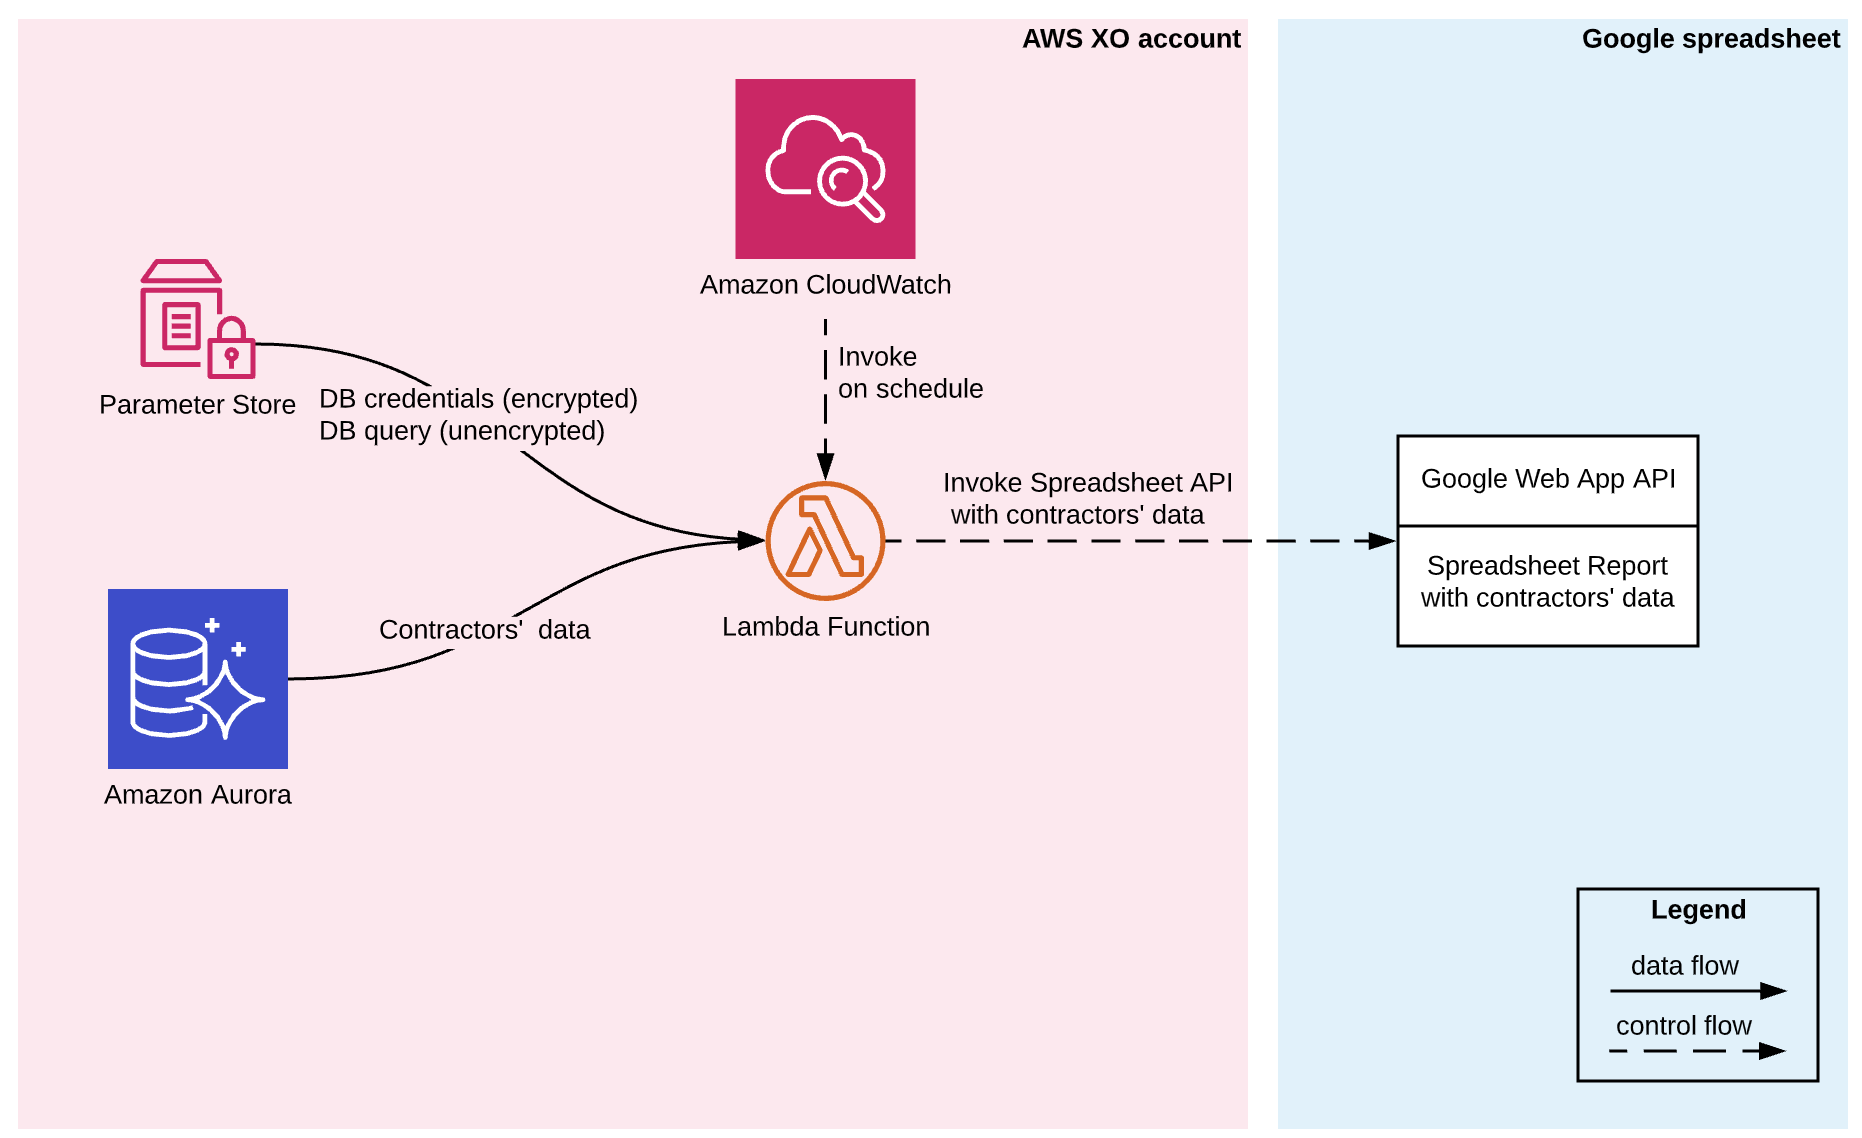 AWS XO account
Google spreadsheet
Amazon CloudWatch
Invoke
on schedule
Parameter Store
DB credentials (encrypted)
DB query (unencrypted)
Invoke Spreadsheet API
with contractors' data
Google Web App API
Spreadsheet Report
with contractors' data
Lambda Function
Contractors' data
Amazon Aurora
Legend
data flow
control flow